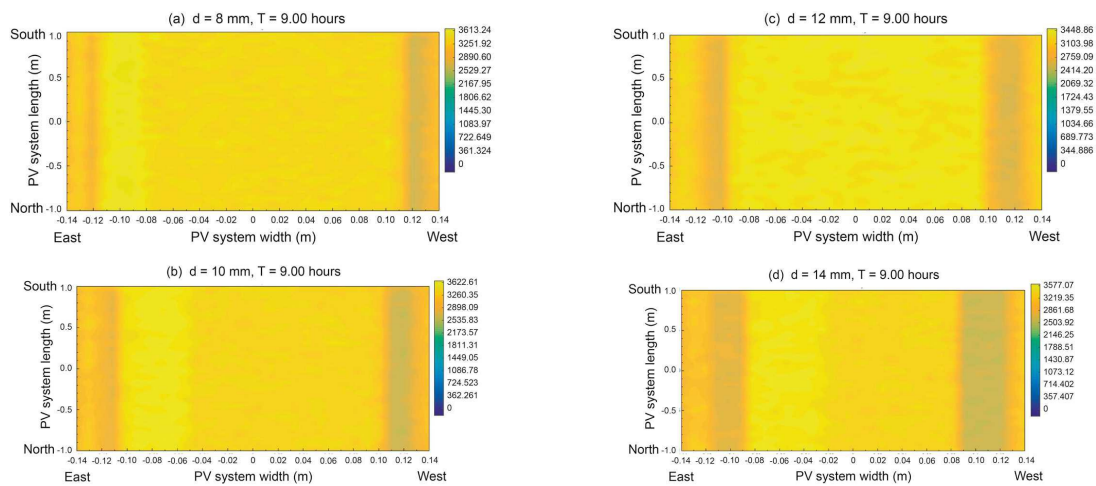 (a) d = 8 mm, T = 9.00 hours
South 1.0
0.5
0.0
-0.5
North -1.0
PV system length (m)
-0.14 -0.12 -0.10 -0.08 -0.06 -0.04 -0.02 0 0.02 0.04 0.06 0.08 0.10 0.12 0.14
East PV system width (m) West
3613.24
3251.92
2890.60
2529.27
2167.95
1806.62
1445.30
1083.97
722.649
361.324
0
(c) d = 12 mm, T = 9.00 hours
South 1.0
0.5
0.0
-0.5
North -1.0
PV system length (m)
-0.14 -0.12 -0.10 -0.08 -0.06 -0.04 -0.02 0 0.02 0.04 0.06 0.08 0.10 0.12 0.14
East PV system width (m) West
3448.86
3103.98
2759.09
2414.20
2069.32
1724.43
1379.55
1034.66
689.773
344.886
0
(b) d = 10 mm, T = 9.00 hours
South 1.0
0.5
0.0
-0.5
North -1.0
PV system length (m)
-0.14 -0.12 -0.10 -0.08 -0.06 -0.04 -0.02 0 0.02 0.04 0.06 0.08 0.10 0.12 0.14
East PV system width (m) West
3622.61
3260.35
2898.09
2535.83
2173.57
1811.31
1449.05
1086.78
724.523
362.261
0
(d) d = 14 mm, T = 9.00 hours
South 1.0
0.5
0.0
-0.5
North -1.0
PV system length (m)
-0.14 -0.12 -0.10 -0.08 -0.06 -0.04 -0.02 0 0.02 0.04 0.06 0.08 0.10 0.12 0.14
East PV system width (m) West
3577.07
3219.35
2861.68
2503.92
2146.25
1788.51
1430.87
1073.12
714.402
357.407
0